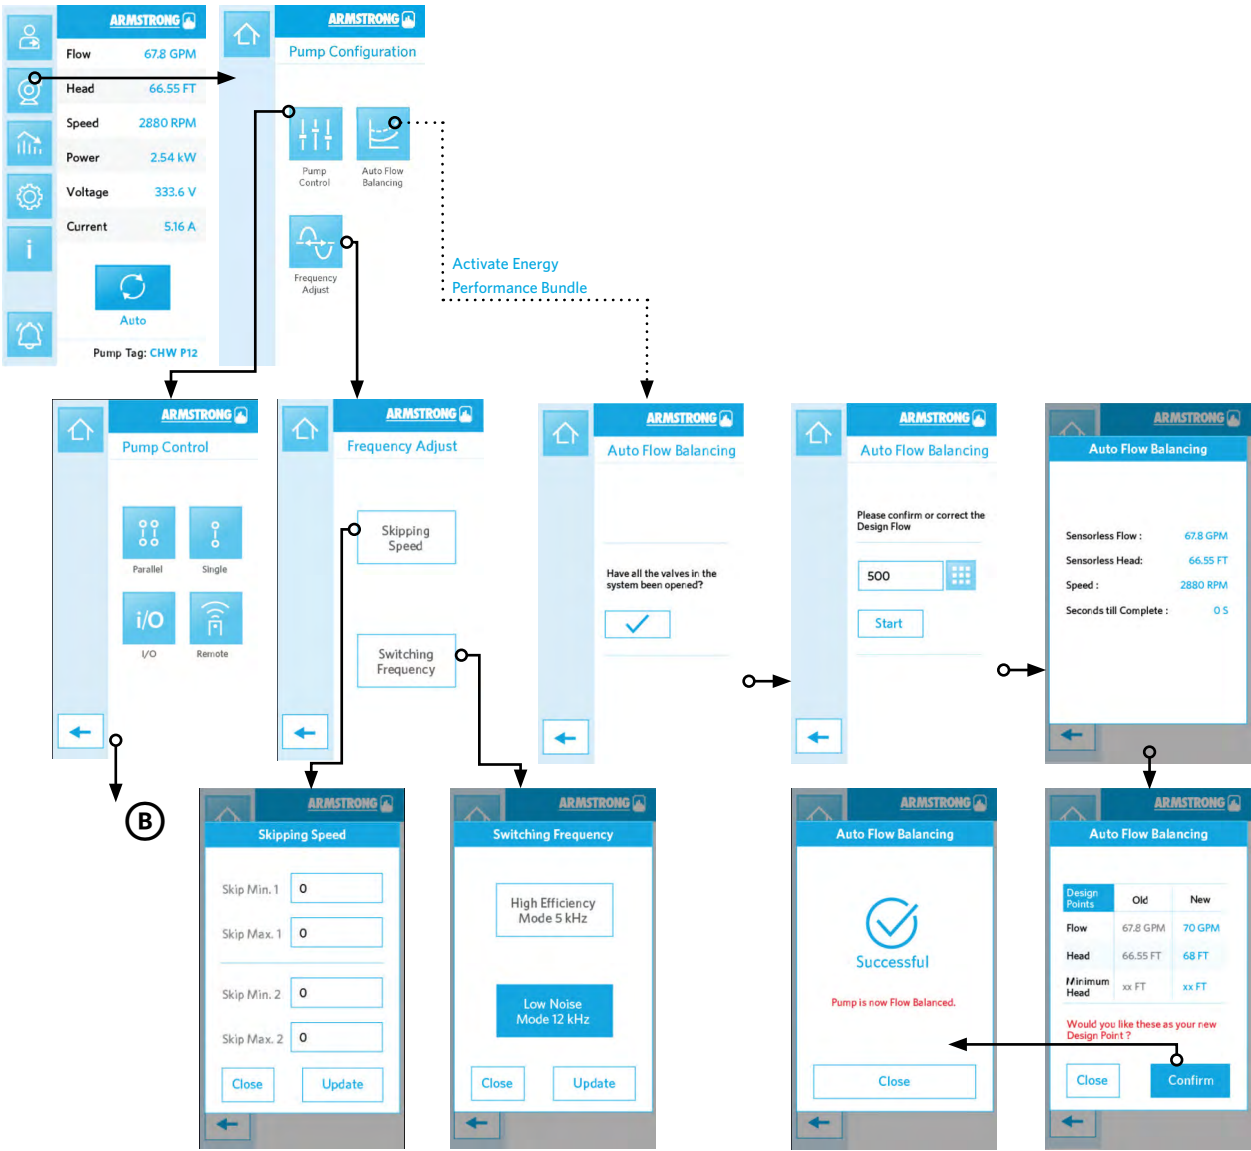 ARMSTRONG
Flow 67.8 GPM
Head 66.55 FT
Speed 2880 RPM
Power 2.54 kW
Voltage 333.6 V
Current 5.16 A
i
Auto
Pump Tag: CHW P12
ARMSTRONG
Pump Configuration
Pump
Control
Auto Flow
Balancing
Frequency
Adjust
Activate Energy
Performance Bundle
ARMSTRONG
Pump Control
Parallel
Single
i/O
I/O
Remote
B
ARMSTRONG
Frequency Adjust
Skipping
Speed
Switching
Frequency
ARMSTRONG
Auto Flow Balancing
Have all the valves in the
system been opened?
ARMSTRONG
Auto Flow Balancing
Please confirm or correct the
Design Flow
500
Start
ARMSTRONG
Auto Flow Balancing
Sensorless Flow : 67.8 GPM
Sensorless Head: 66.55 FT
Speed : 2880 RPM
Seconds till Complete : 0 S
ARMSTRONG
Skipping Speed
Skip Min. 1 0
Skip Max. 1 0
Skip Min. 2 0
Skip Max. 2 0
Close Update
ARMSTRONG
Switching Frequency
High Efficiency
Mode 5 kHz
Low Noise
Mode 12 kHz
Close Update
ARMSTRONG
Auto Flow Balancing
Successful
Pump is now Flow Balanced.
Close
ARMSTRONG
Auto Flow Balancing
Design
Points
Old New
Flow 67.8 GPM 70 GPM
Head 66.55 FT 68 FT
Minimum
Head
xx FT xx FT
Would you like these as your new
Design Point ?
Close Confirm